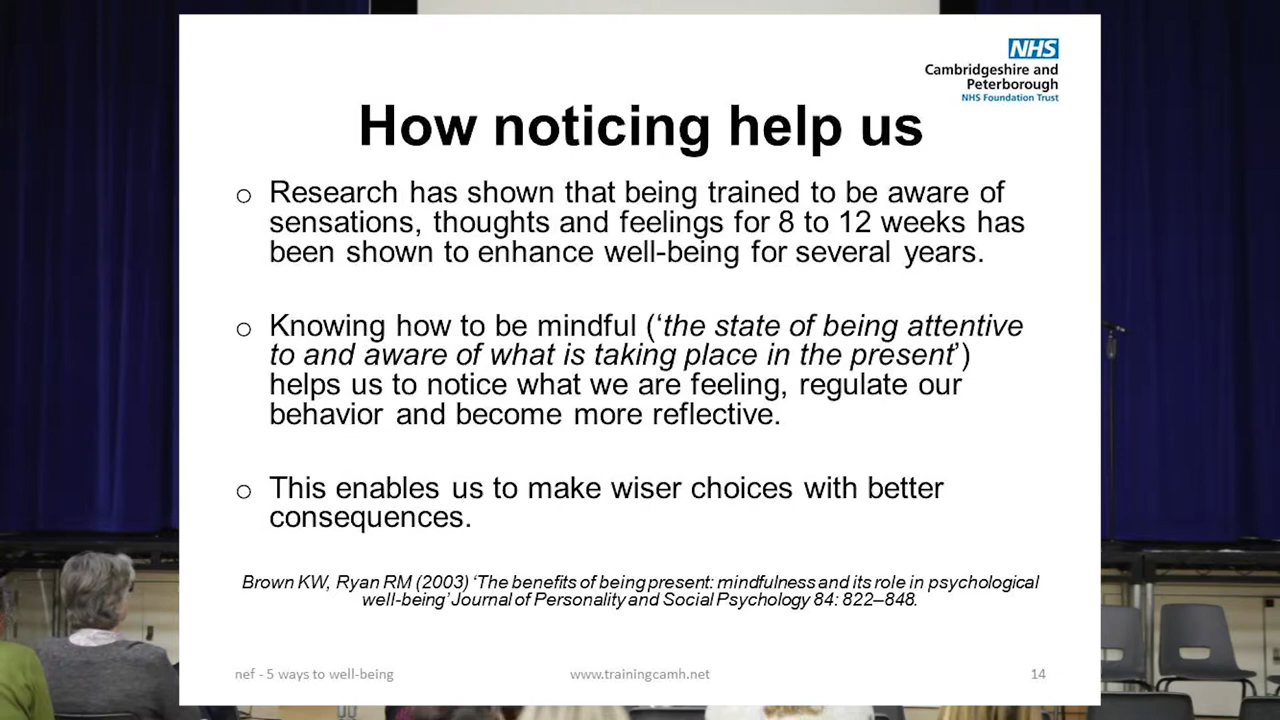 NHS
Cambridgeshire and
Peterborough
NHS Foundation Trust
How noticing help us
o Research has shown that being trained to be aware of
sensations, thoughts and feelings for 8 to 12 weeks has
been shown to enhance well-being for several years.
o Knowing how to be mindful (‘the state of being attentive
to and aware of what is taking place in the present’)
helps us to notice what we are feeling, regulate our
behavior and become more reflective.
o This enables us to make wiser choices with better
consequences.
Brown KW, Ryan RM (2003) ‘The benefits of being present: mindfulness and its role in psychological
well-being’ Journal of Personality and Social Psychology 84: 822–848.
nef - 5 ways to well-being www.trainingcamh.net 14